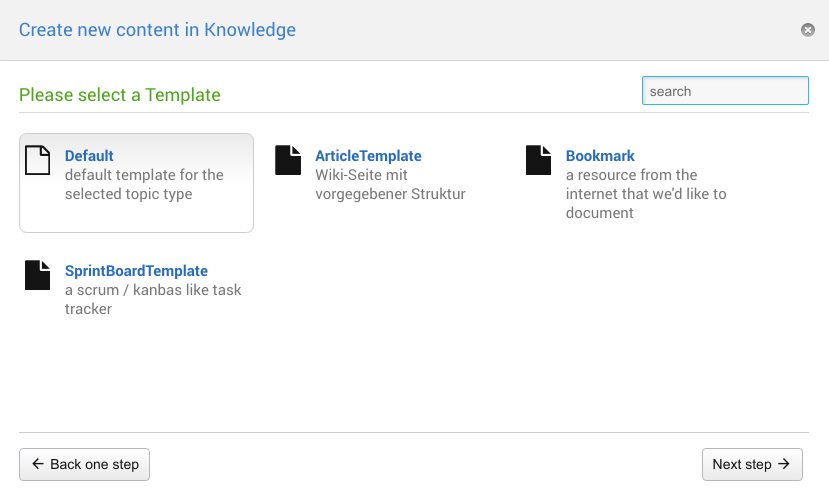 Create new content in Knowledge
Please select a Template
search
Default
default template for the
selected topic type
ArticleTemplate
Wiki-Seite mit
vorgegebener Struktur
Bookmark
a resource from the
internet that we'd like to
document
SprintBoardTemplate
a scrum / kanbas like task
tracker
← Back one step
Next step →